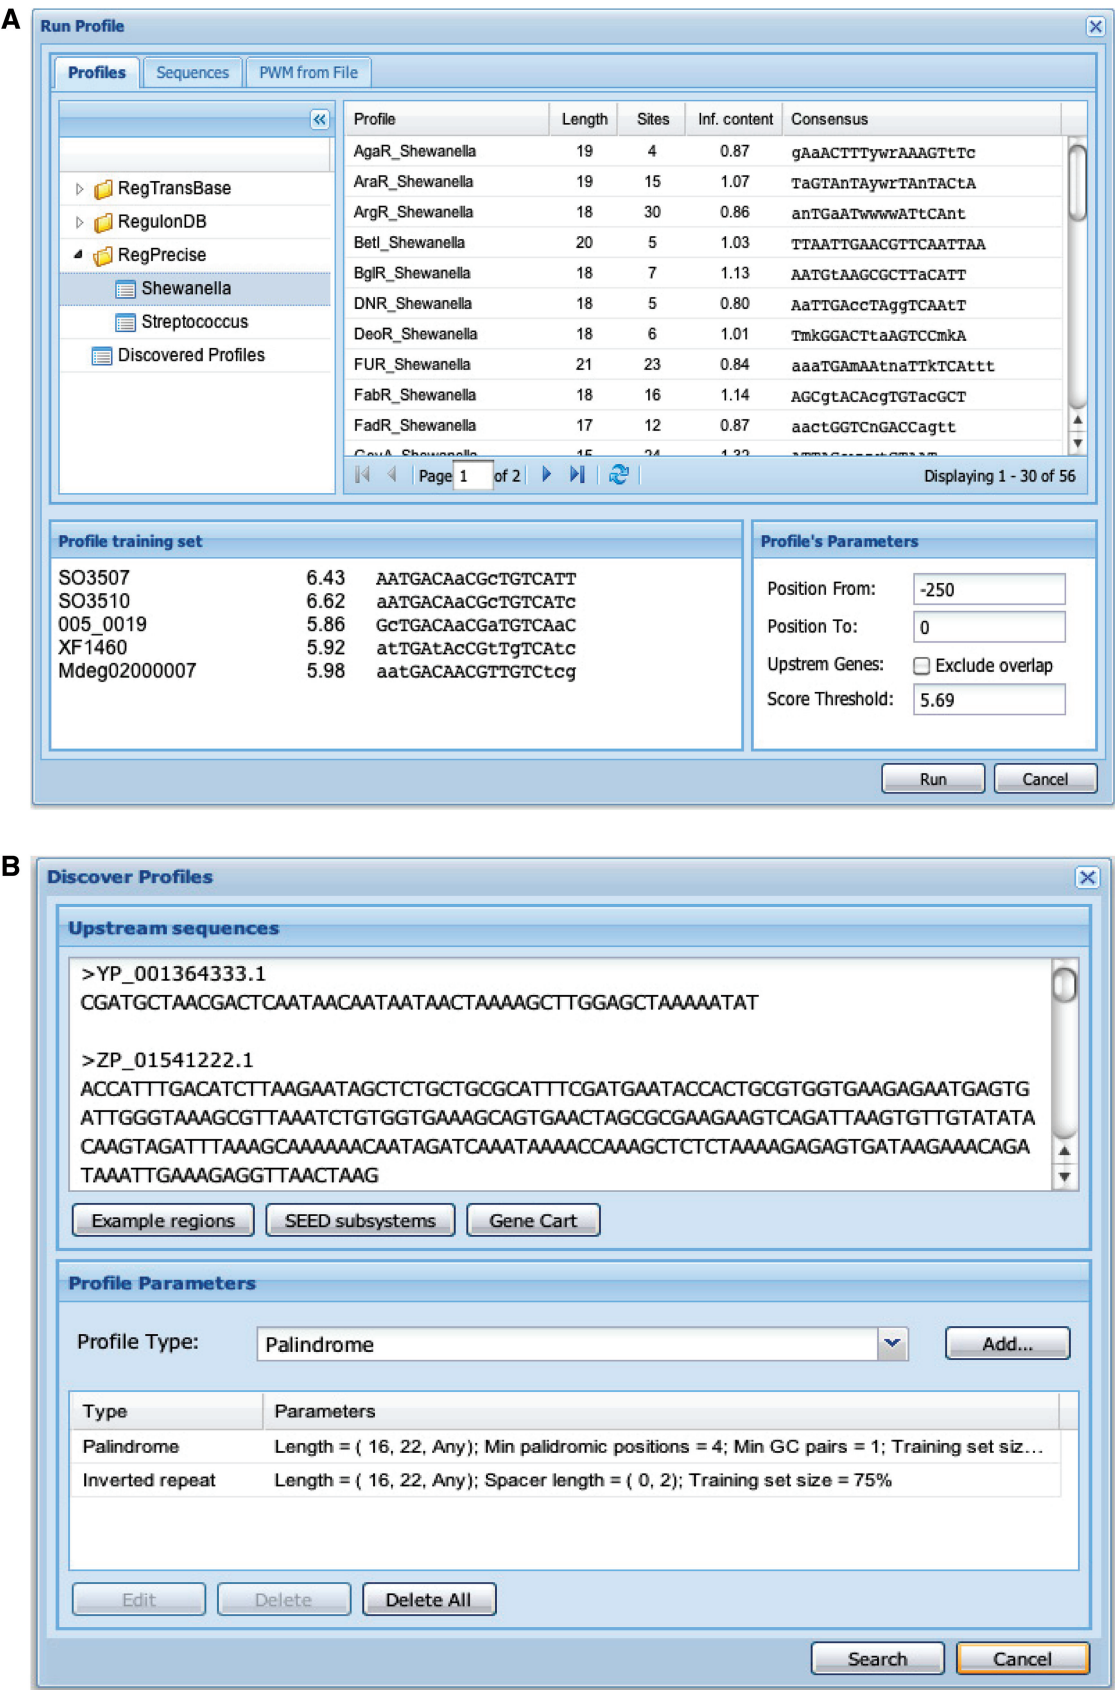 A
Run Profile
Profiles
Sequences
PWM from File
Profile Length Sites Inf. content Consensus
RegTransBase
RegulonDB
RegPrecise
Shewanella
Streptococcus
Discovered Profiles
AgaR_Shewanella 19 4 0.87 gAaACTTTywrAAAGTtTc
AraR_Shewanella 19 15 1.07 TaGTAnTAywrTAnTACtA
ArgR_Shewanella 18 30 0.86 anTGaATwwwwATtCAnt
BetI_Shewanella 20 5 1.03 TTAATTGAACGTTCAATTAA
BglR_Shewanella 18 7 1.13 AATGtAAGCGCTTaCATT
DNR_Shewanella 18 5 0.80 AaTTGAccTAggTCAAtT
DeoR_Shewanella 18 6 1.01 TmkGGACTtaAGTCCmkA
FUR_Shewanella 21 23 0.84 aaaTGAmAAtnaTTkTCAttt
FabR_Shewanella 18 16 1.14 AGCgtACAcgTGTacGCT
FadR_Shewanella 17 12 0.87 aactGGTCnGACCagtt
Page 1 of 2
Displaying 1 - 30 of 56
Profile training set
SO3507 6.43 AATGACAaCGcTGTCATT
SO3510 6.62 aATGACAaCGcTGTCATc
005_0019 5.86 GcTGACAaCGaTGTCAaC
XF1460 5.92 atTGAtAcCGtTgTCAtc
Mdeg02000007 5.98 aatGACAACGTTGTCtcg
Profile's Parameters
Position From: -250
Position To: 0
Upstrem Genes: Exclude overlap
Score Threshold: 5.69
Run
Cancel
B
Discover Profiles
Upstream sequences
>YP_001364333.1
CGATGCTAACGACTCAATAACAATAATAACTAAAAGCTTGGAGCTAAAAATAT
>ZP_01541222.1
ACCATTTGACATCTTAAGAATAGCTCTGCTGCGCATTTCGATGAATACCACTGCGTGGTGAAGAGAATGAGTG
ATTGGGTAAAGCGTTAAATCTGTGGTGAAAGCAGTGAACTAGCGCGAAGAAGTCAGATTAAGTGTTGTATATA
CAAGTAGATTTAAAGCAAAAAACAATAGATCAAATAAAACCAAAGCTCTCTAAAAGAGAGTGATAAGAAACAGA
TAAATTGAAAGAGGTTAACTAAG
Example regions
SEED subsystems
Gene Cart
Profile Parameters
Profile Type: Palindrome
Add...
Type Parameters
Palindrome Length = ( 16, 22, Any); Min palidromic positions = 4; Min GC pairs = 1; Training set siz...
Inverted repeat Length = ( 16, 22, Any); Spacer length = ( 0, 2); Training set size = 75%
Edit
Delete
Delete All
Search
Cancel